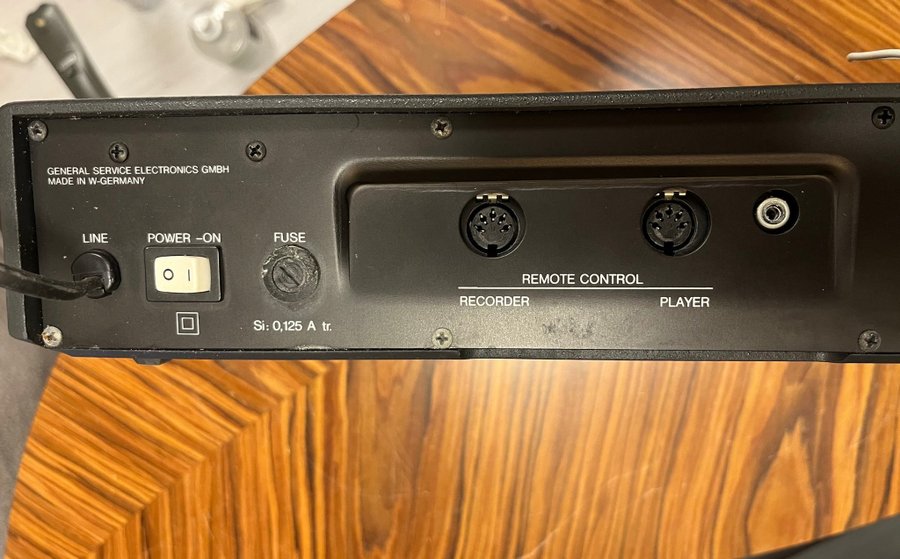 GENERAL SERVICE ELECTRONICS GMBH
MADE IN W-GERMANY
LINE
POWER -ON
FUSE
O I
Si: 0,125 A tr.
REMOTE CONTROL
RECORDER
PLAYER